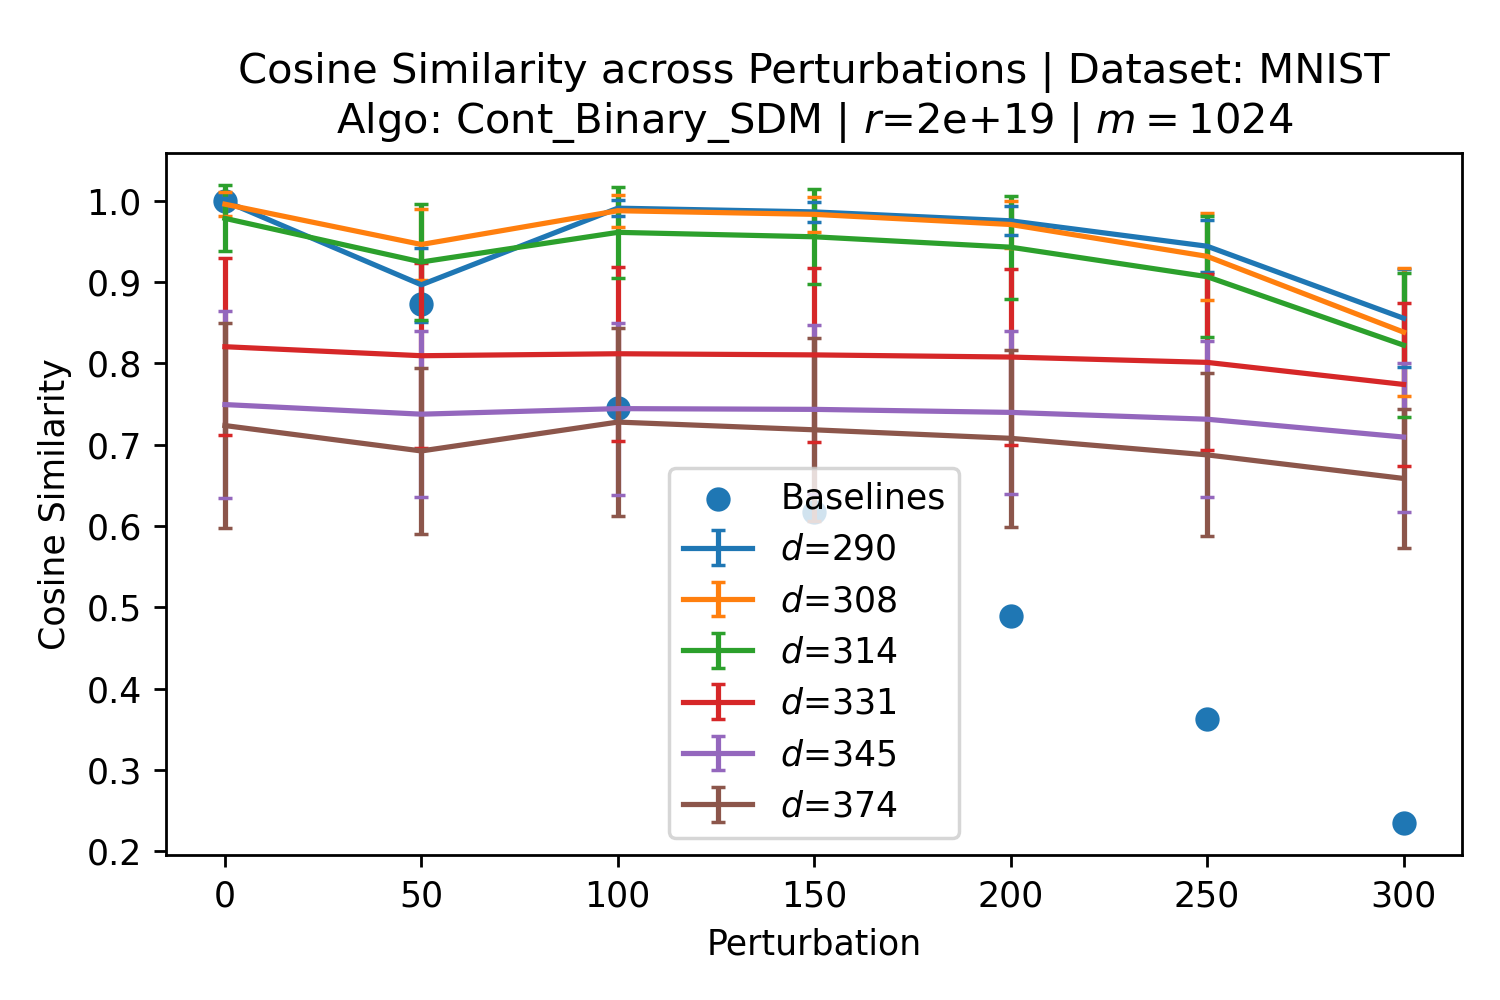 Cosine Similarity across Perturbations | Dataset: MNIST
Algo: Cont_Binary_SDM | r=2e+19 | m = 1024
Cosine Similarity
1.0
0.9
0.8
0.7
0.6
0.5
0.4
0.3
0.2
Baselines
d=290
d=308
d=314
d=331
d=345
d=374
0 50 100 150 200 250 300
Perturbation